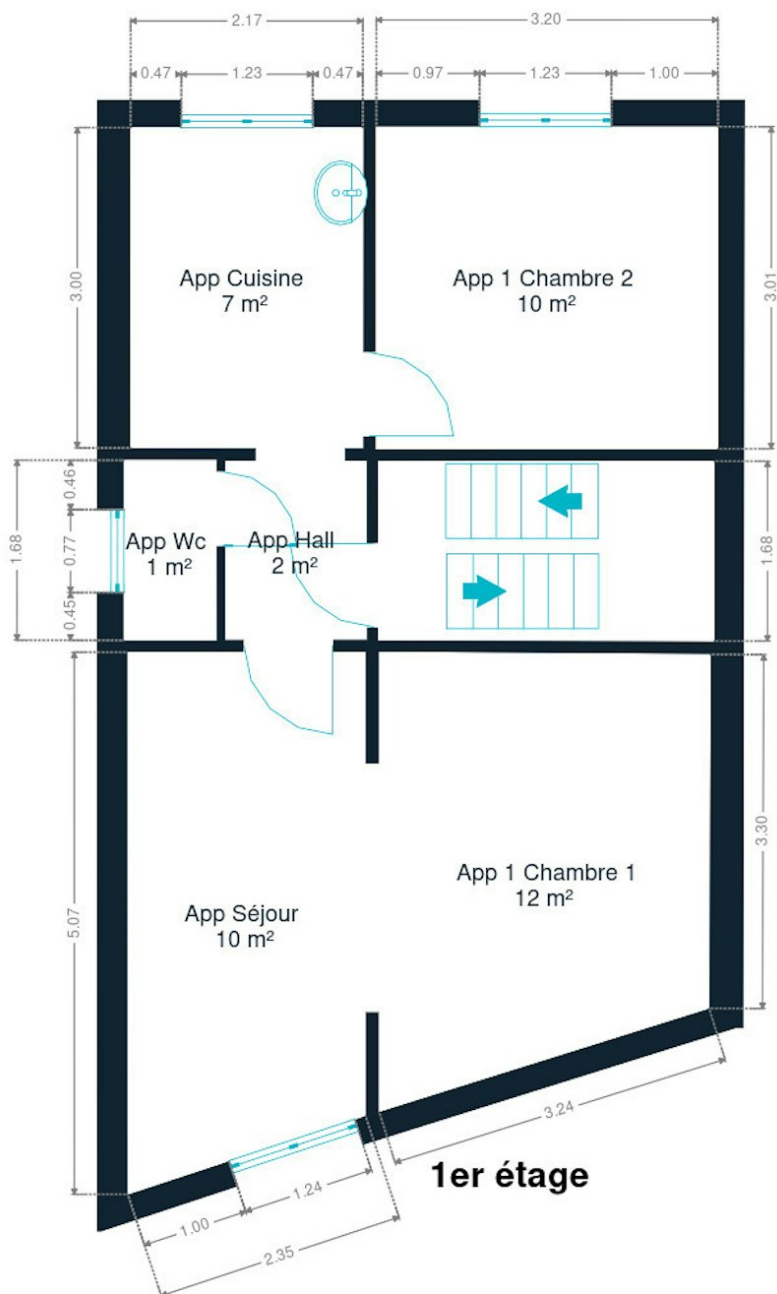 2.17
3.20
0.47
1.23
0.47
0.97
1.23
1.00
3.00
App Cuisine
7 m²
App 1 Chambre 2
10 m²
3.01
1.68
0.46
0.77
0.45
App Wc
1 m²
App Hall
2 m²
1.68
5.07
App Séjour
10 m²
App 1 Chambre 1
12 m²
3.30
3.24
1er étage
1.24
1.00
2.35